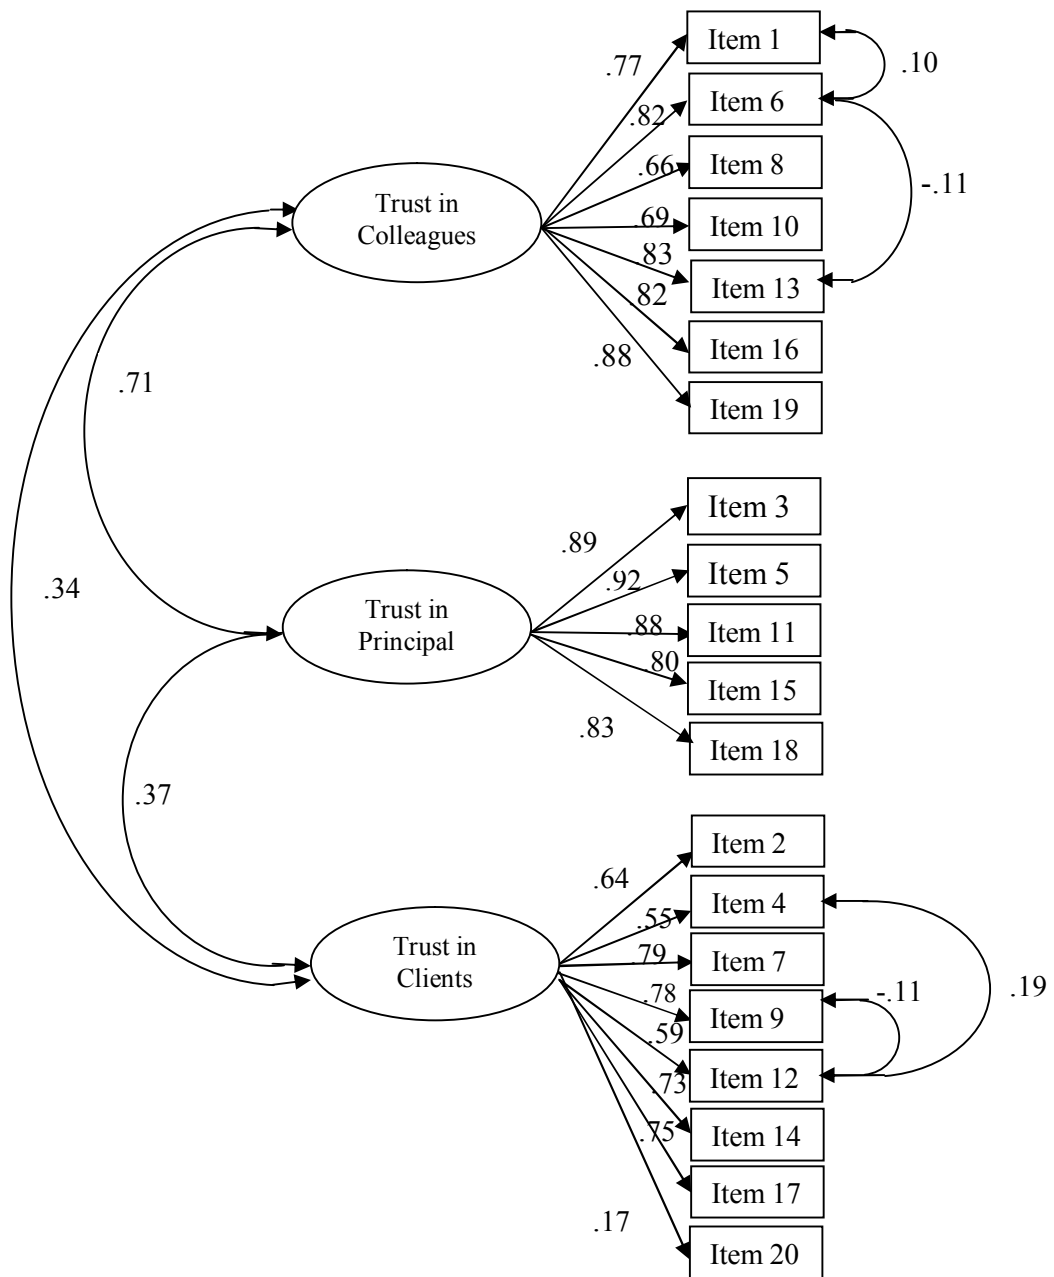 Item 1
.77
.10
Item 6
.82
Item 8
.66
-.11
Trust in
Colleagues
Item 10
.69
.83
Item 13
.82
Item 16
.88
.71
Item 19
Item 3
.89
Item 5
.92
.34
Trust in
Principal
.88
Item 11
.80
Item 15
.83
Item 18
.37
Item 2
.64
Item 4
.55
Trust in
Clients
.79
Item 7
.78
-.11
.19
Item 9
.59
Item 12
.73
Item 14
.75
Item 17
.17
Item 20